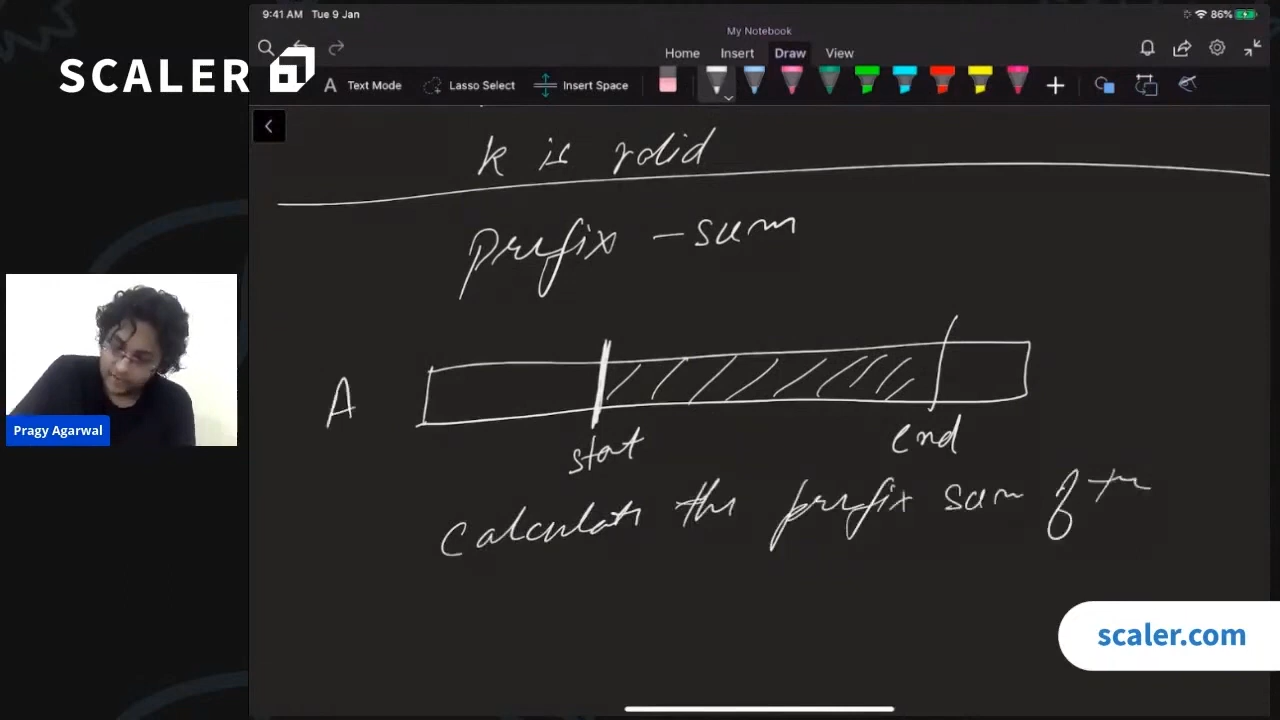 9:41 AM Tue 9 Jan
86%
My Notebook
Home Insert Draw View
SCALER
Text Mode Lasso Select Insert Space
k is valid
prefix - sum
A
start
end
calculate the prefix sum of the
Pragy Agarwal
scaler.com